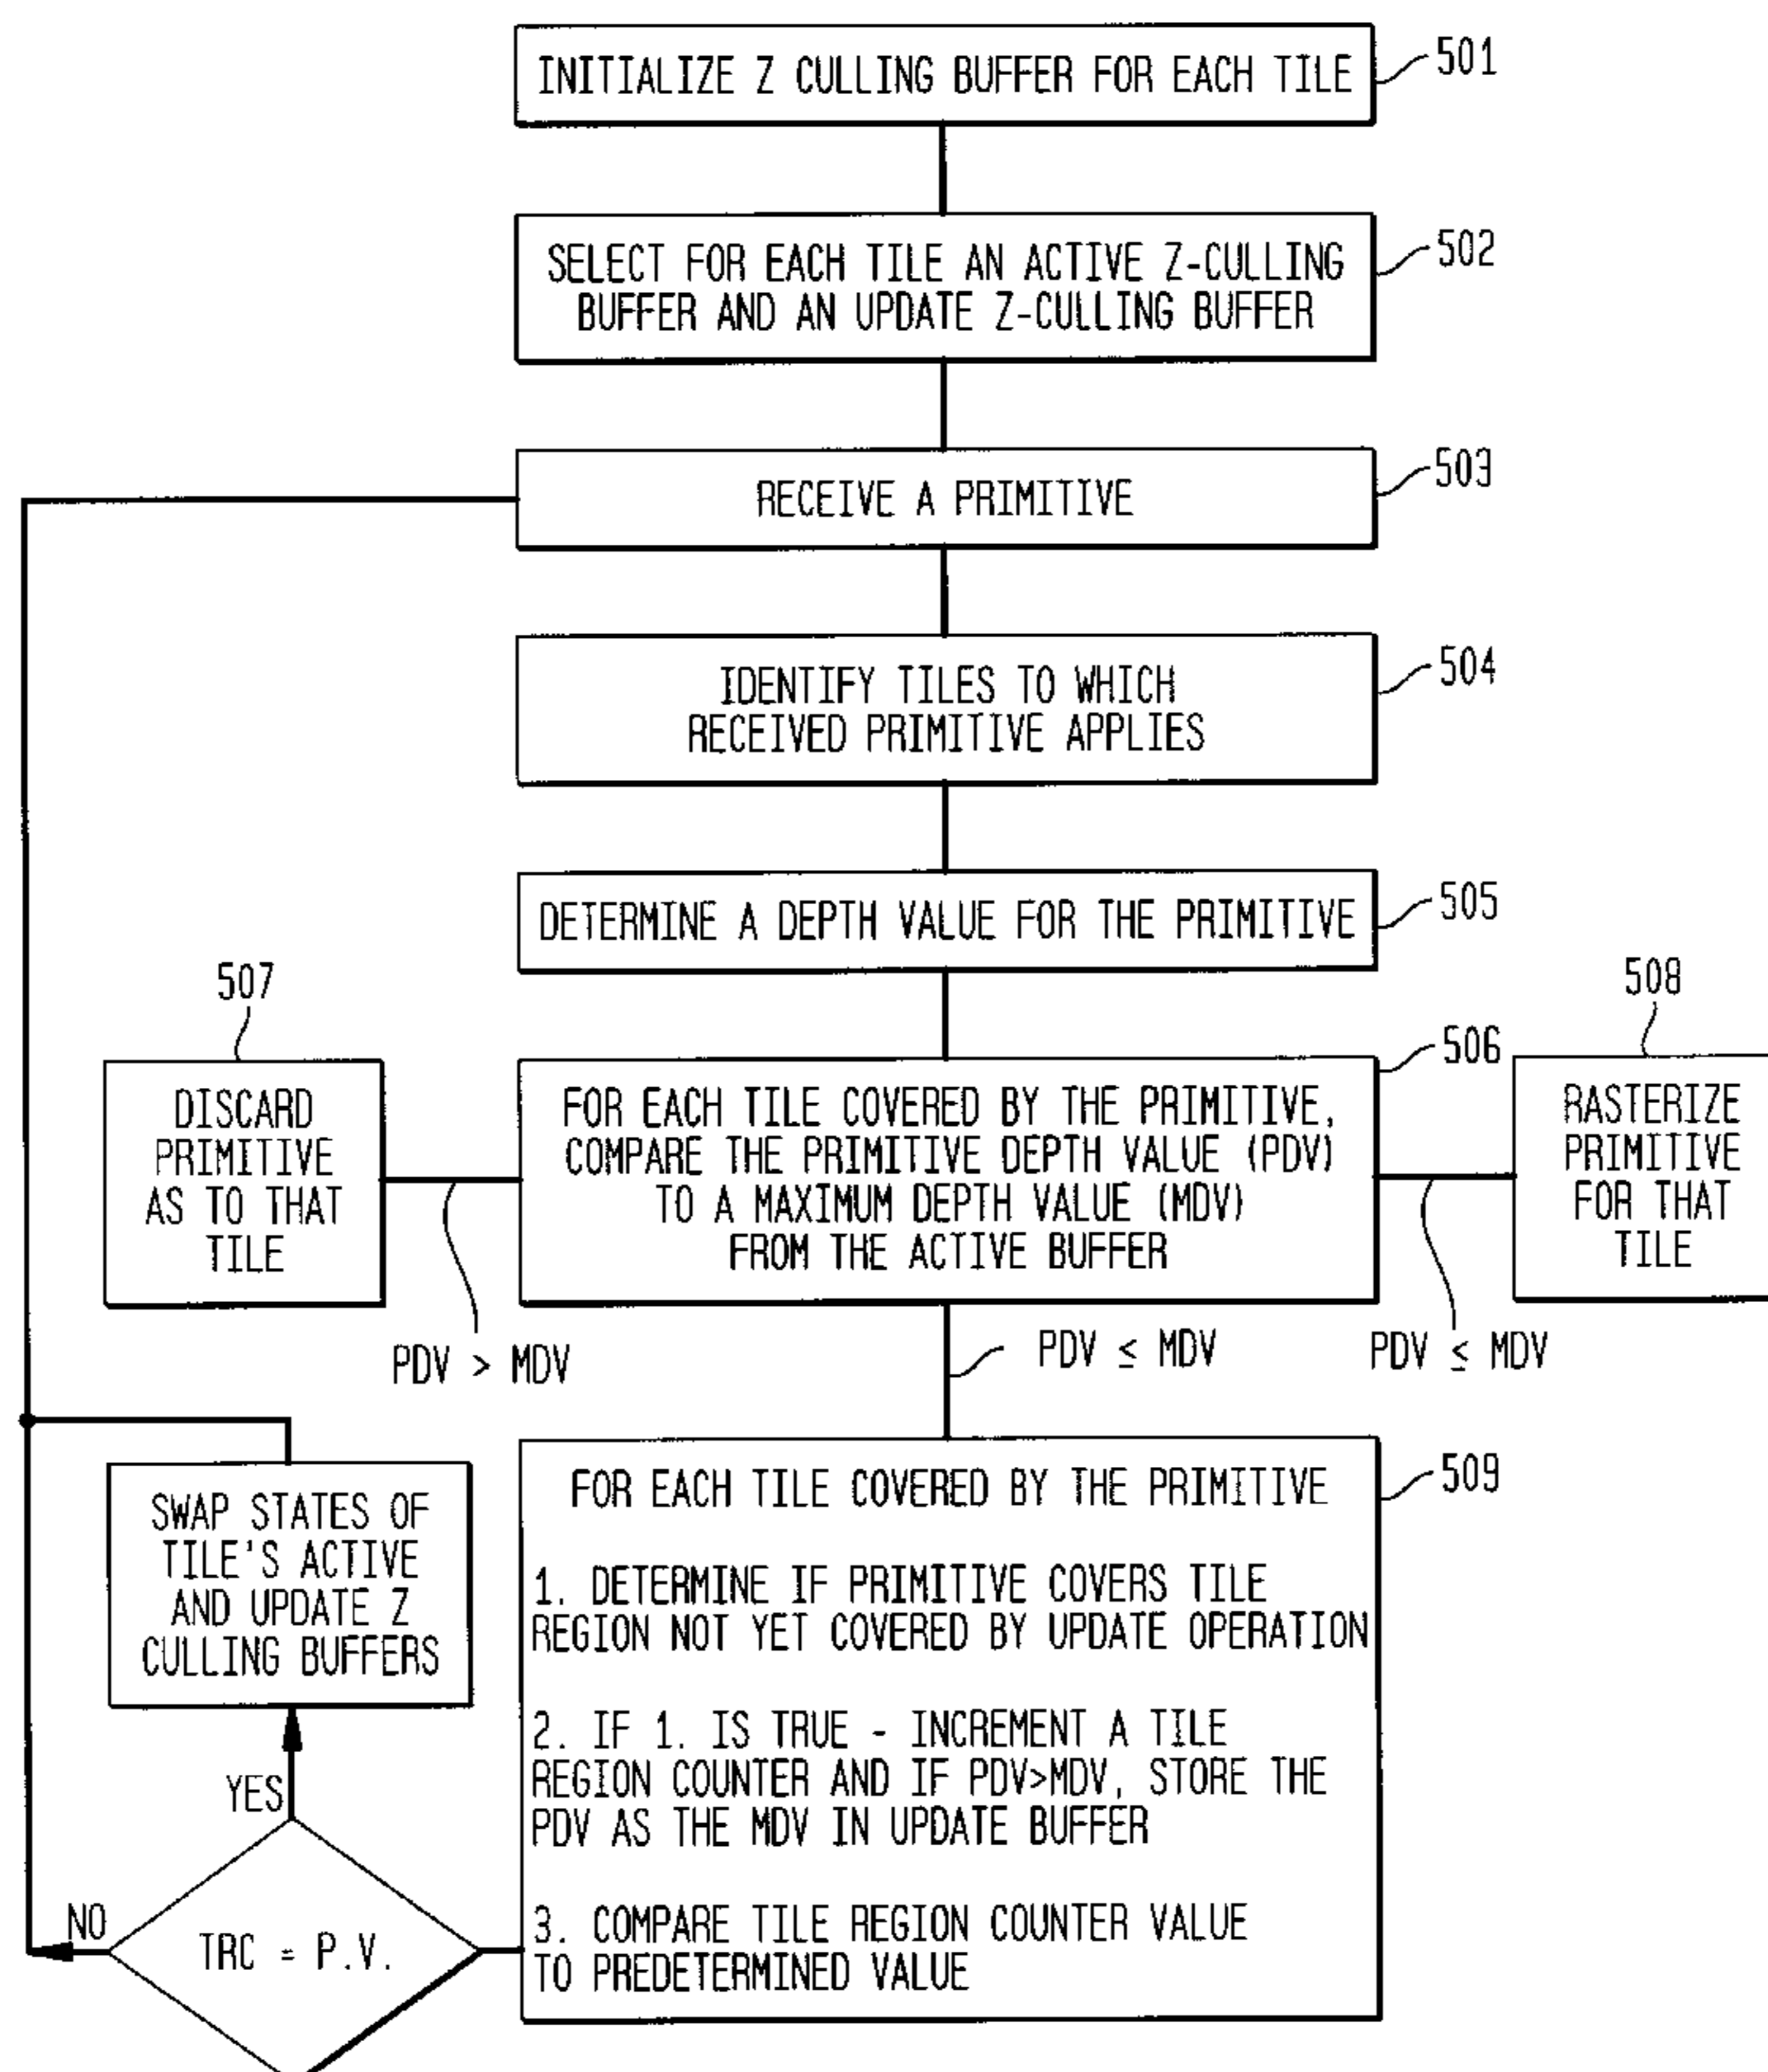 INITIALIZE Z CULLING BUFFER FOR EACH TILE
501
SELECT FOR EACH TILE AN ACTIVE Z-CULLING
BUFFER AND AN UPDATE Z-CULLING BUFFER
502
RECEIVE A PRIMITIVE
503
IDENTIFY TILES TO WHICH
RECEIVED PRIMITIVE APPLIES
504
DETERMINE A DEPTH VALUE FOR THE PRIMITIVE
505
507
DISCARD
PRIMITIVE
AS TO THAT
TILE
FOR EACH TILE COVERED BY THE PRIMITIVE,
COMPARE THE PRIMITIVE DEPTH VALUE (PDV)
TO A MAXIMUM DEPTH VALUE (MDV)
FROM THE ACTIVE BUFFER
506
508
RASTERIZE
PRIMITIVE
FOR THAT
TILE
PDV > MDV
PDV ≤ MDV
PDV ≤ MDV
FOR EACH TILE COVERED BY THE PRIMITIVE
509
1. DETERMINE IF PRIMITIVE COVERS TILE
REGION NOT YET COVERED BY UPDATE OPERATION
2. IF 1. IS TRUE - INCREMENT A TILE
REGION COUNTER AND IF PDV>MDV, STORE THE
PDV AS THE MDV IN UPDATE BUFFER
3. COMPARE TILE REGION COUNTER VALUE
TO PREDETERMINED VALUE
SWAP STATES OF
TILE'S ACTIVE
AND UPDATE Z
CULLING BUFFERS
YES
NO
TRC = P.V.